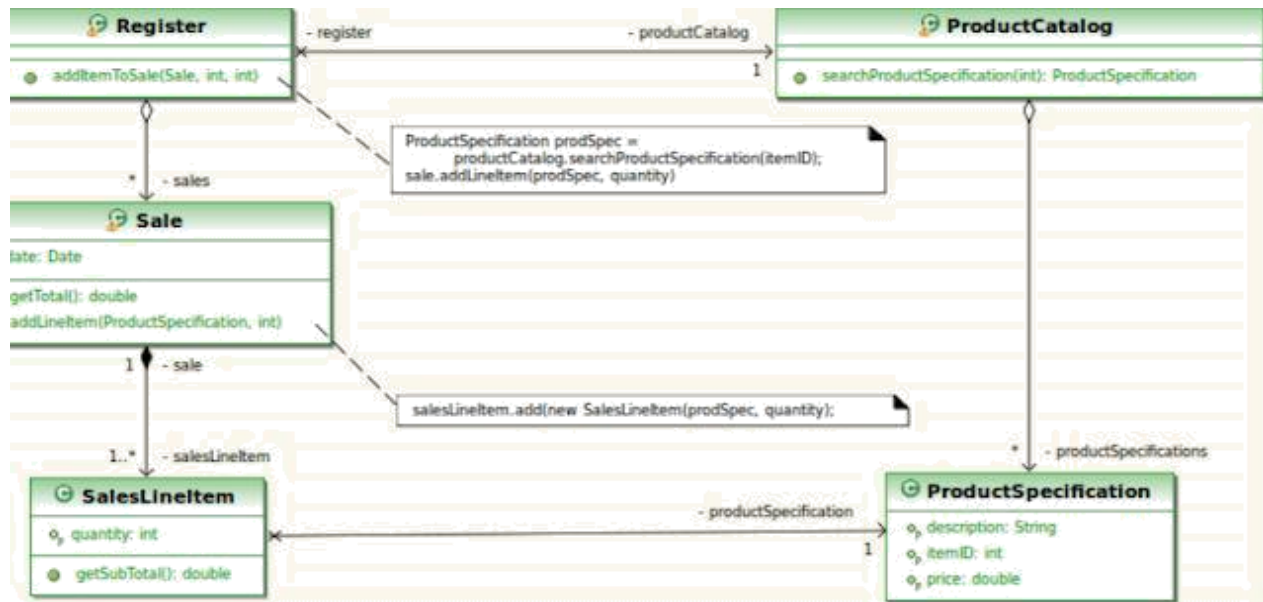 Register
- register
- productCatalog
ProductCatalog
addItemToSale(Sale, int, int)
1
searchProductSpecification(int): ProductSpecification
ProductSpecification prodSpec =
productCatalog.searchProductSpecification(itemID);
sale.addLineItem(prodSpec, quantity)
* - sales
Sale
date: Date
getTotal(): double
addLineItem(ProductSpecification, int)
1 - sale
salesLineItem.add(new SalesLineItem(prodSpec, quantity);
1..* - salesLineItem
* - productSpecifications
SalesLineItem
ProductSpecification
- productSpecification
quantity: int
description: String
1
itemID: int
getSubTotal(): double
price: double